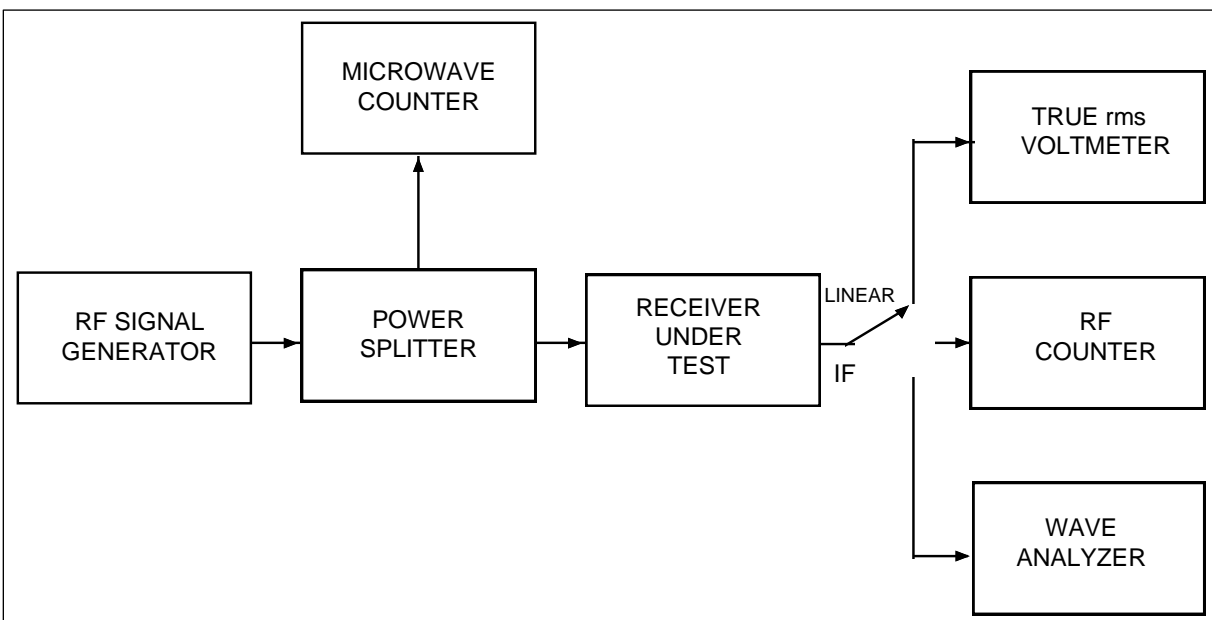 MICROWAVE
COUNTER
TRUE rms
VOLTMETER
RF SIGNAL
GENERATOR
POWER
SPLITTER
RECEIVER
UNDER
TEST
LINEAR
IF
RF
COUNTER
WAVE
ANALYZER